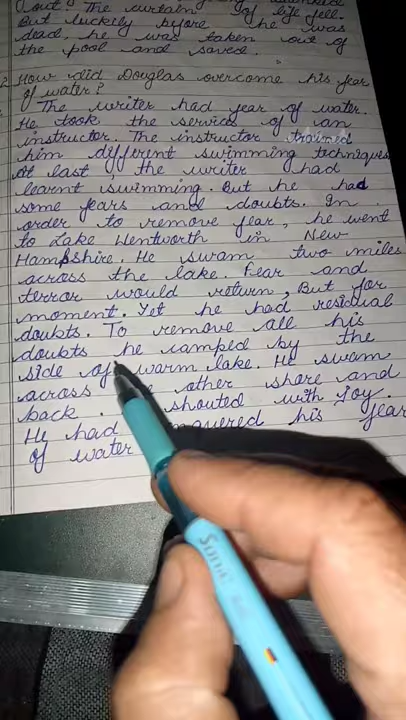 out? The curtain of life fell.
But luckily before he was
dead, he was taken out of
the pool and saved.
2. How did Douglas overcome his fear
of water?
The writer had year of water.
He took the service of an
instructor. The instructor trained
him different swimming techniques
At last the writer had
learnt swimming. But he had
some fears and doubts. In
order to remove fear, he went
to Lake Wentworth in New
Hampshire. He swam two miles
across the lake. Fear and
terror would return, But for
moment. Yet he had residual
doubts. To remove all his
doubts he camped by the
side of warm lake. He swam
across other share and
back. shouted with Joy.
He had his fear
of water